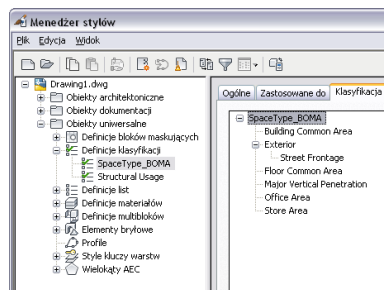 Menedżer stylów
Plik Edycja Widok
Drawing1.dwg
Obiekty architektoniczne
Obiekty dokumentacji
Obiekty uniwersalne
Definicje bloków maskujących
Definicje klasyfikacji
SpaceType_BOMA
Structural Usage
Definicje list
Definicje materiałów
Definicje multibloków
Elementy bryłowe
Profile
Style kluczy warstw
Wielokąty AEC
Ogólne Zastosowane do Klasyfikacja
SpaceType_BOMA
Building Common Area
Exterior
Street Frontage
Floor Common Area
Major Vertical Penetration
Office Area
Store Area